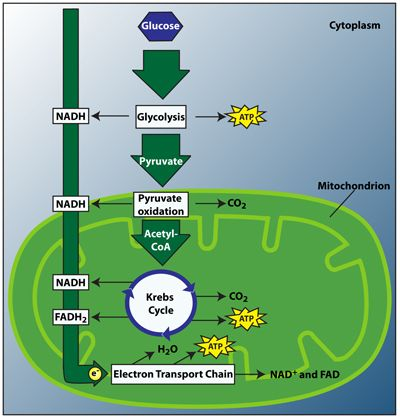 Glucose
Cytoplasm
NADH
Glycolysis
ATP
Pyruvate
Mitochondrion
NADH
Pyruvate
oxidation
CO₂
Acetyl-
CoA
NADH
Krebs
Cycle
CO₂
FADH₂
ATP
H₂O
ATP
e⁻
Electron Transport Chain
NAD⁺ and FAD